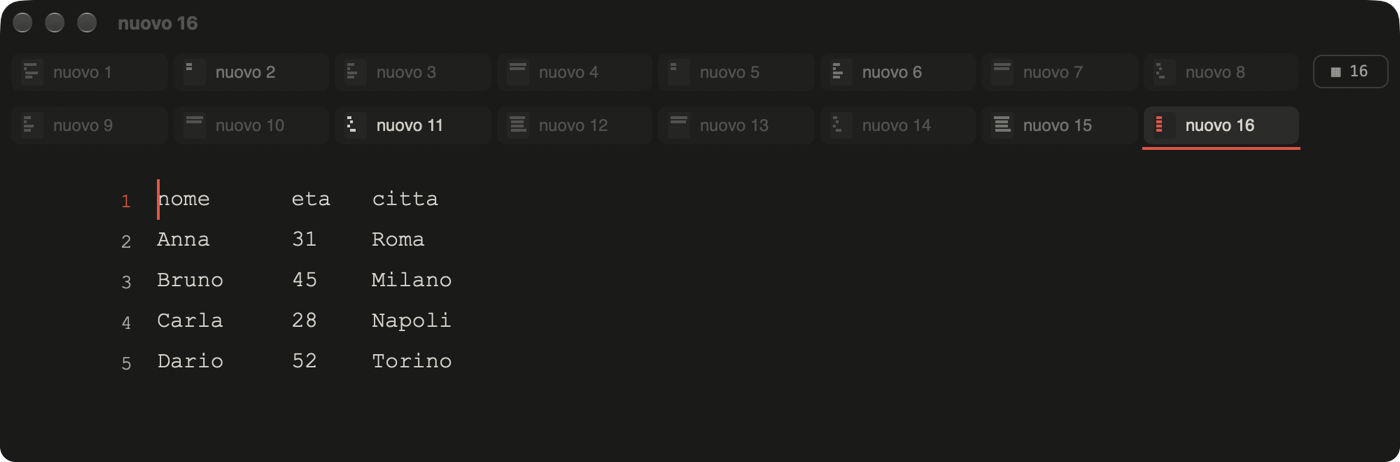 nuovo 16
nuovo 1 nuovo 2 nuovo 3 nuovo 4 nuovo 5 nuovo 6 nuovo 7 nuovo 8 16
nuovo 9 nuovo 10 nuovo 11 nuovo 12 nuovo 13 nuovo 14 nuovo 15 nuovo 16
1 nome eta citta
2 Anna 31 Roma
3 Bruno 45 Milano
4 Carla 28 Napoli
5 Dario 52 Torino